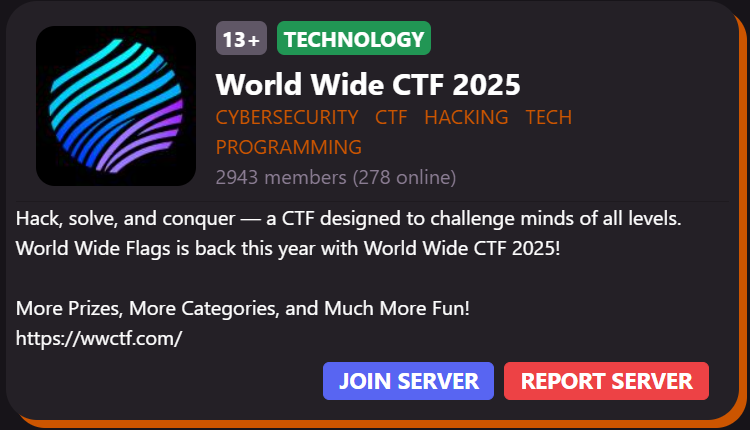 13+ TECHNOLOGY
World Wide CTF 2025
CYBERSECURITY CTF HACKING TECH
PROGRAMMING
2943 members (278 online)
Hack, solve, and conquer — a CTF designed to challenge minds of all levels.
World Wide Flags is back this year with World Wide CTF 2025!
More Prizes, More Categories, and Much More Fun!
https://wwctf.com/
JOIN SERVER REPORT SERVER